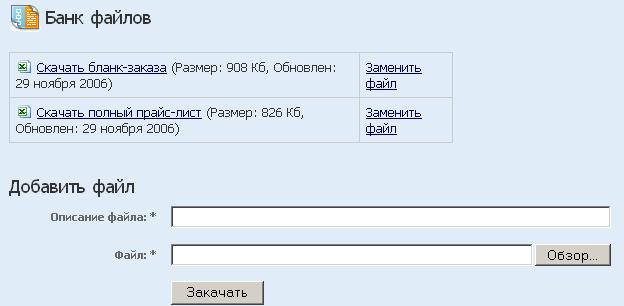 Банк файлов
Скачать бланк-заказа (Размер: 908 Кб, Обновлен:
29 ноября 2006)
Заменить
файл
Скачать полный прайс-лист (Размер: 826 Кб,
Обновлен: 29 ноября 2006)
Заменить
файл
Добавить файл
Описание файла: *
Файл: *
Обзор...
Закачать